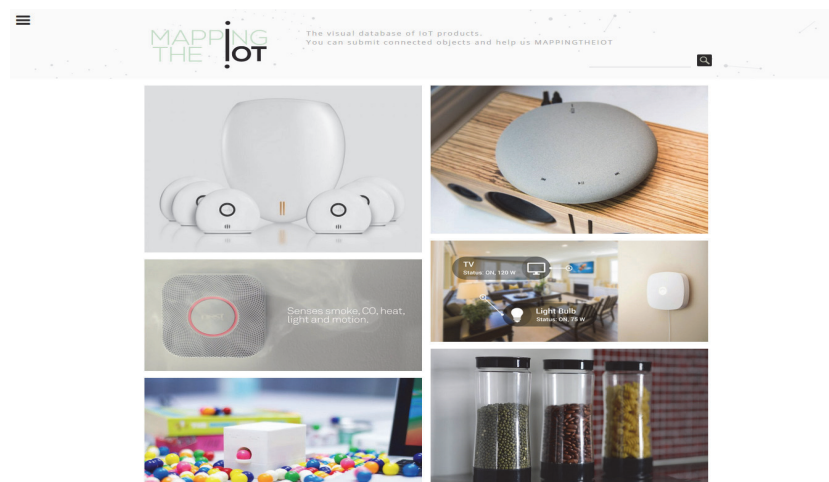 MAPPING
THE IOT
The visual database of IoT products.
You can submit connected objects and help us MAPPINGTHEIOT
Senses smoke, CO, heat,
light and motion.
TV
Status: ON, 120 W
Light Bulb
Status: ON, 75 W